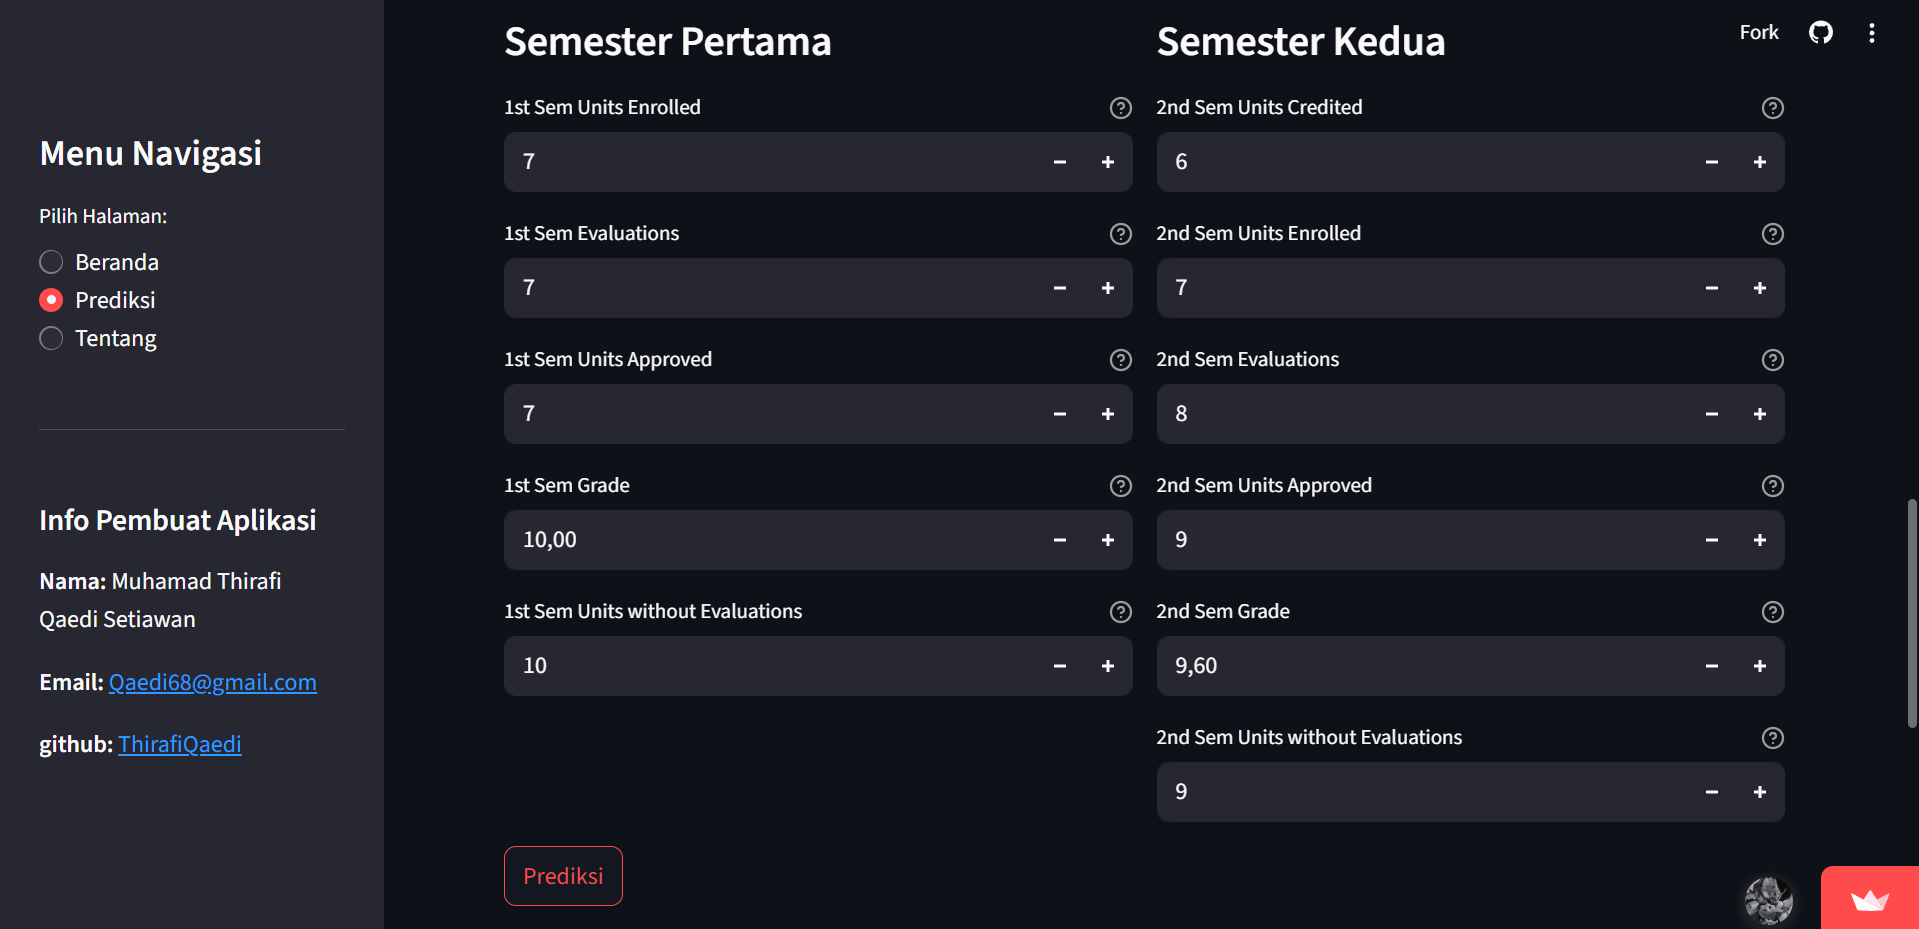 Menu Navigasi
Pilih Halaman:
Beranda
Prediksi
Tentang
Info Pembuat Aplikasi
Nama: Muhamad Thirafi
Qaedi Setiawan
Email: Qaedi68@gmail.com
github: ThirafiQaedi
Fork
Semester Pertama
1st Sem Units Enrolled
7
1st Sem Evaluations
7
1st Sem Units Approved
7
1st Sem Grade
10,00
1st Sem Units without Evaluations
10
Semester Kedua
2nd Sem Units Credited
6
2nd Sem Units Enrolled
7
2nd Sem Evaluations
8
2nd Sem Units Approved
9
2nd Sem Grade
9,60
2nd Sem Units without Evaluations
9
Prediksi